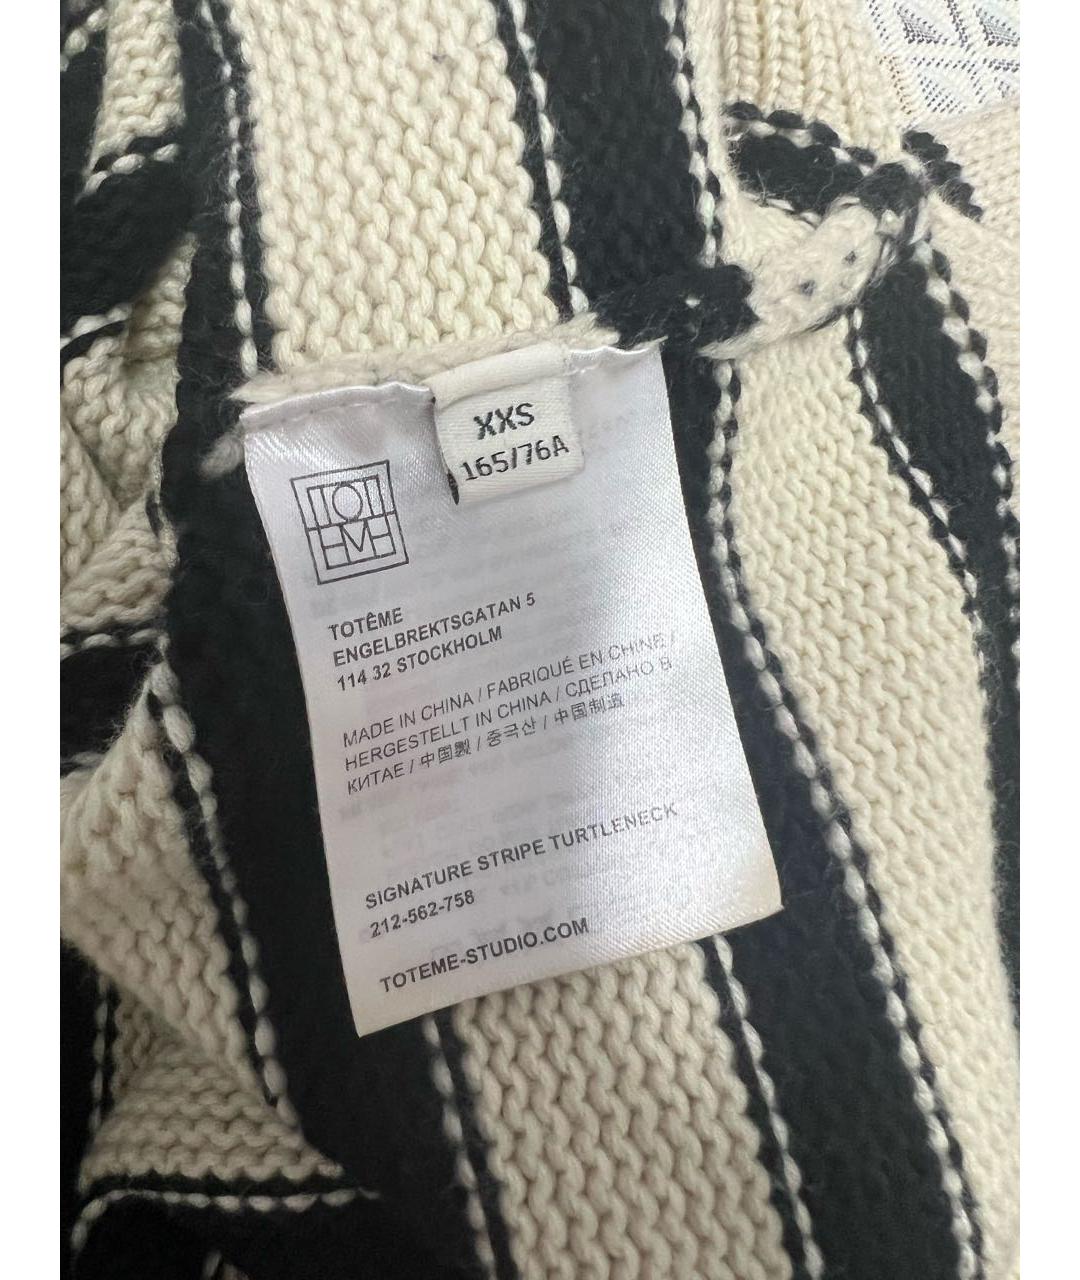 XXS
165/76A
TOTEME
TOTÊME
ENGELBREKTSGATAN 5
114 32 STOCKHOLM
MADE IN CHINA / FABRIQUÉ EN CHINE /
HERGESTELLT IN CHINA / СДЕЛАНО В
КИТАЕ / 中国製 / 중국산 / 中国制造
SIGNATURE STRIPE TURTLENECK
212-562-758
TOTEME-STUDIO.COM